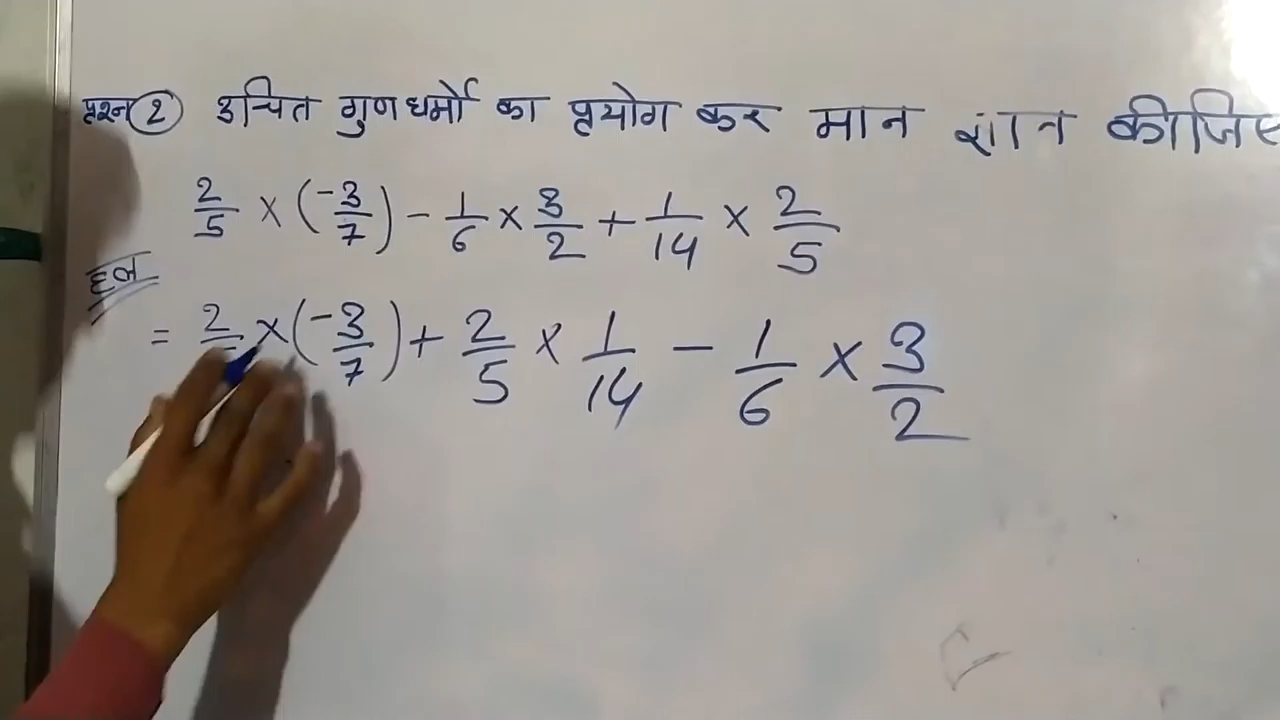 प्रश्न 2 उचित गुणधर्मो का प्रयोग कर मान ज्ञात कीजिए
2/5 × (-3/7) - 1/6 × 3/2 + 1/14 × 2/5
हल
= 2/ × (-3/7) + 2/5 × 1/14 - 1/6 × 3/2